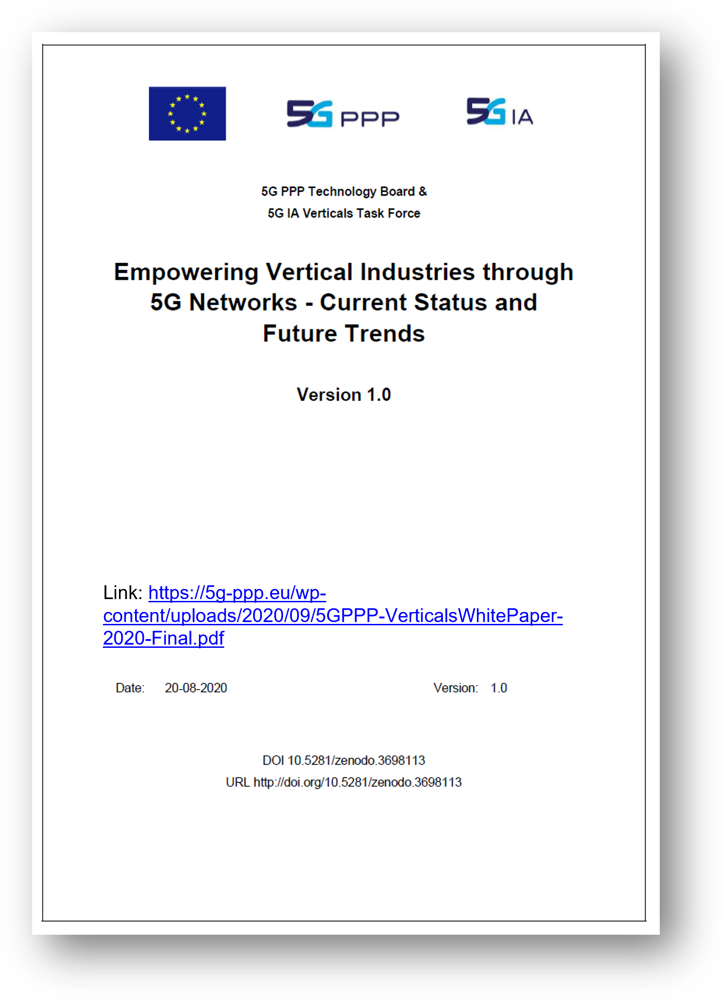 5G PPP
5G IA
5G PPP Technology Board &
5G IA Verticals Task Force
Empowering Vertical Industries through
5G Networks - Current Status and
Future Trends
Version 1.0
Link: https://5g-ppp.eu/wp-
content/uploads/2020/09/5GPPP-VerticalsWhitePaper-
2020-Final.pdf
Date: 20-08-2020 Version: 1.0
DOI 10.5281/zenodo.3698113
URL http://doi.org/10.5281/zenodo.3698113